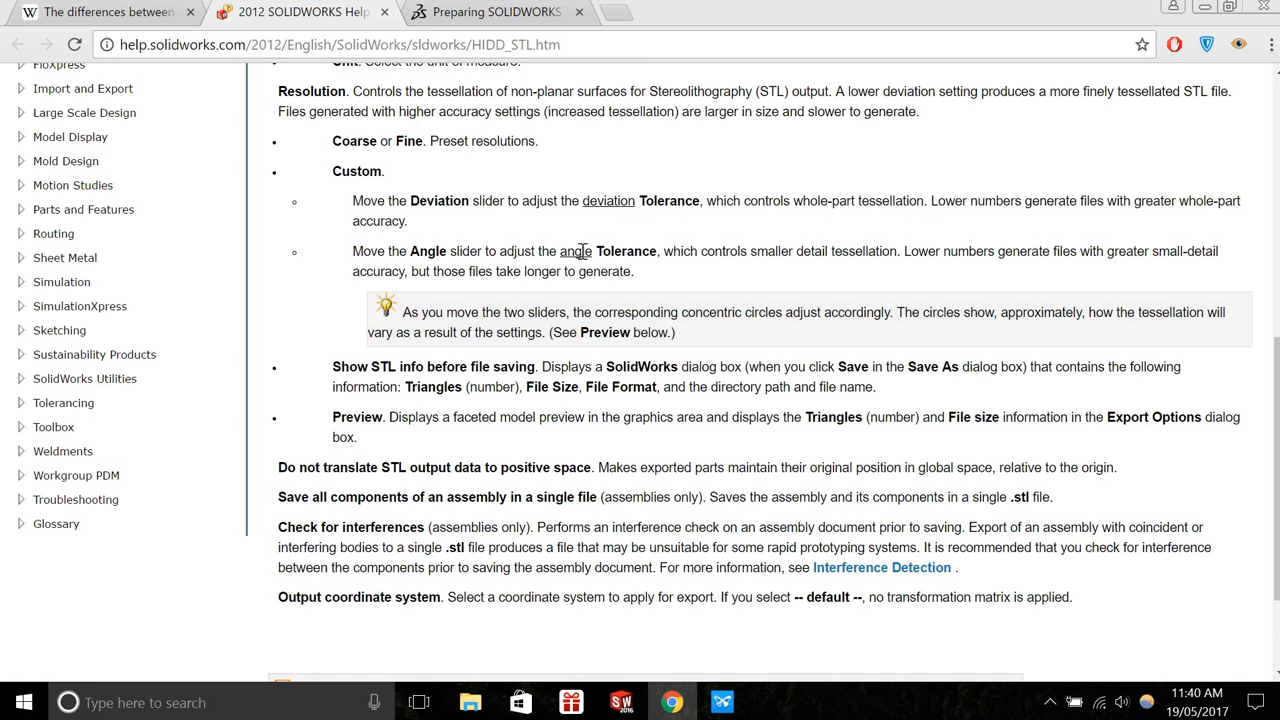 The differences between
2012 SOLIDWORKS Help
Preparing SOLIDWORKS
help.solidworks.com/2012/English/SolidWorks/sldworks/HIDD_STL.htm
FloXpress
Import and Export
Large Scale Design
Model Display
Mold Design
Motion Studies
Parts and Features
Routing
Sheet Metal
Simulation
SimulationXpress
Sketching
Sustainability Products
SolidWorks Utilities
Tolerancing
Toolbox
Weldments
Workgroup PDM
Troubleshooting
Glossary
Unit. Select the unit of measure.
Resolution. Controls the tessellation of non-planar surfaces for Stereolithography (STL) output. A lower deviation setting produces a more finely tessellated STL file.
Files generated with higher accuracy settings (increased tessellation) are larger in size and slower to generate.
Coarse or Fine. Preset resolutions.
Custom.
Move the Deviation slider to adjust the deviation Tolerance, which controls whole-part tessellation. Lower numbers generate files with greater whole-part
accuracy.
Move the Angle slider to adjust the angle Tolerance, which controls smaller detail tessellation. Lower numbers generate files with greater small-detail
accuracy, but those files take longer to generate.
As you move the two sliders, the corresponding concentric circles adjust accordingly. The circles show, approximately, how the tessellation will
vary as a result of the settings. (See Preview below.)
Show STL info before file saving. Displays a SolidWorks dialog box (when you click Save in the Save As dialog box) that contains the following
information: Triangles (number), File Size, File Format, and the directory path and file name.
Preview. Displays a faceted model preview in the graphics area and displays the Triangles (number) and File size information in the Export Options dialog
box.
Do not translate STL output data to positive space. Makes exported parts maintain their original position in global space, relative to the origin.
Save all components of an assembly in a single file (assemblies only). Saves the assembly and its components in a single .stl file.
Check for interferences (assemblies only). Performs an interference check on an assembly document prior to saving. Export of an assembly with coincident or
interfering bodies to a single .stl file produces a file that may be unsuitable for some rapid prototyping systems. It is recommended that you check for interference
between the components prior to saving the assembly document. For more information, see Interference Detection .
Output coordinate system. Select a coordinate system to apply for export. If you select -- default --, no transformation matrix is applied.
Type here to search
SW
2016
11:40 AM
19/05/2017